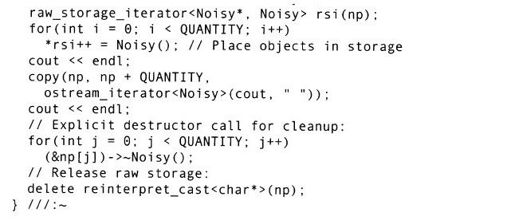 raw_storage_iterator<Noisy*, Noisy> rsi(np);
for(int i = 0; i < QUANTITY; i++)
*rsi++ = Noisy(); // Place objects in storage
cout << endl;
copy(np, np + QUANTITY,
ostream_iterator<Noisy>(cout, " "));
cout << endl;
// Explicit destructor call for cleanup:
for(int j = 0; j < QUANTITY; j++)
(&np[j])->~Noisy();
// Release raw storage:
delete reinterpret_cast<char*>(np);
} ///:~